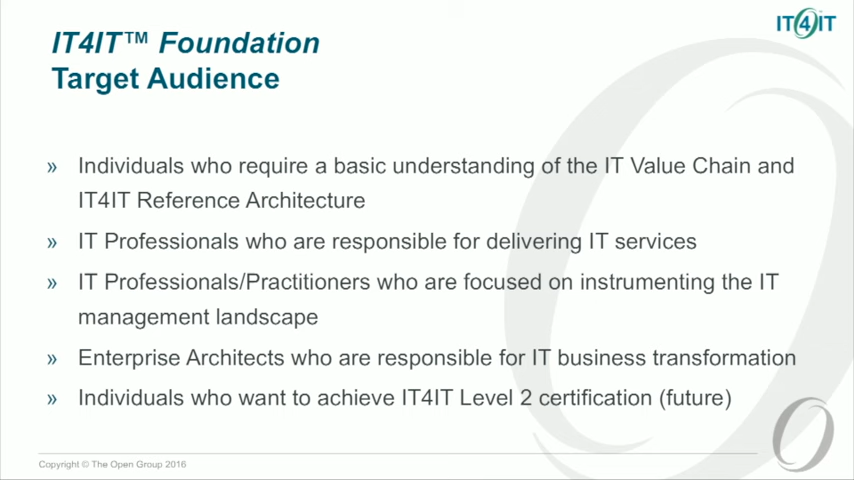 IT4IT
IT4IT™ Foundation
Target Audience
» Individuals who require a basic understanding of the IT Value Chain and
IT4IT Reference Architecture
» IT Professionals who are responsible for delivering IT services
» IT Professionals/Practitioners who are focused on instrumenting the IT
management landscape
» Enterprise Architects who are responsible for IT business transformation
» Individuals who want to achieve IT4IT Level 2 certification (future)
Copyright © The Open Group 2016